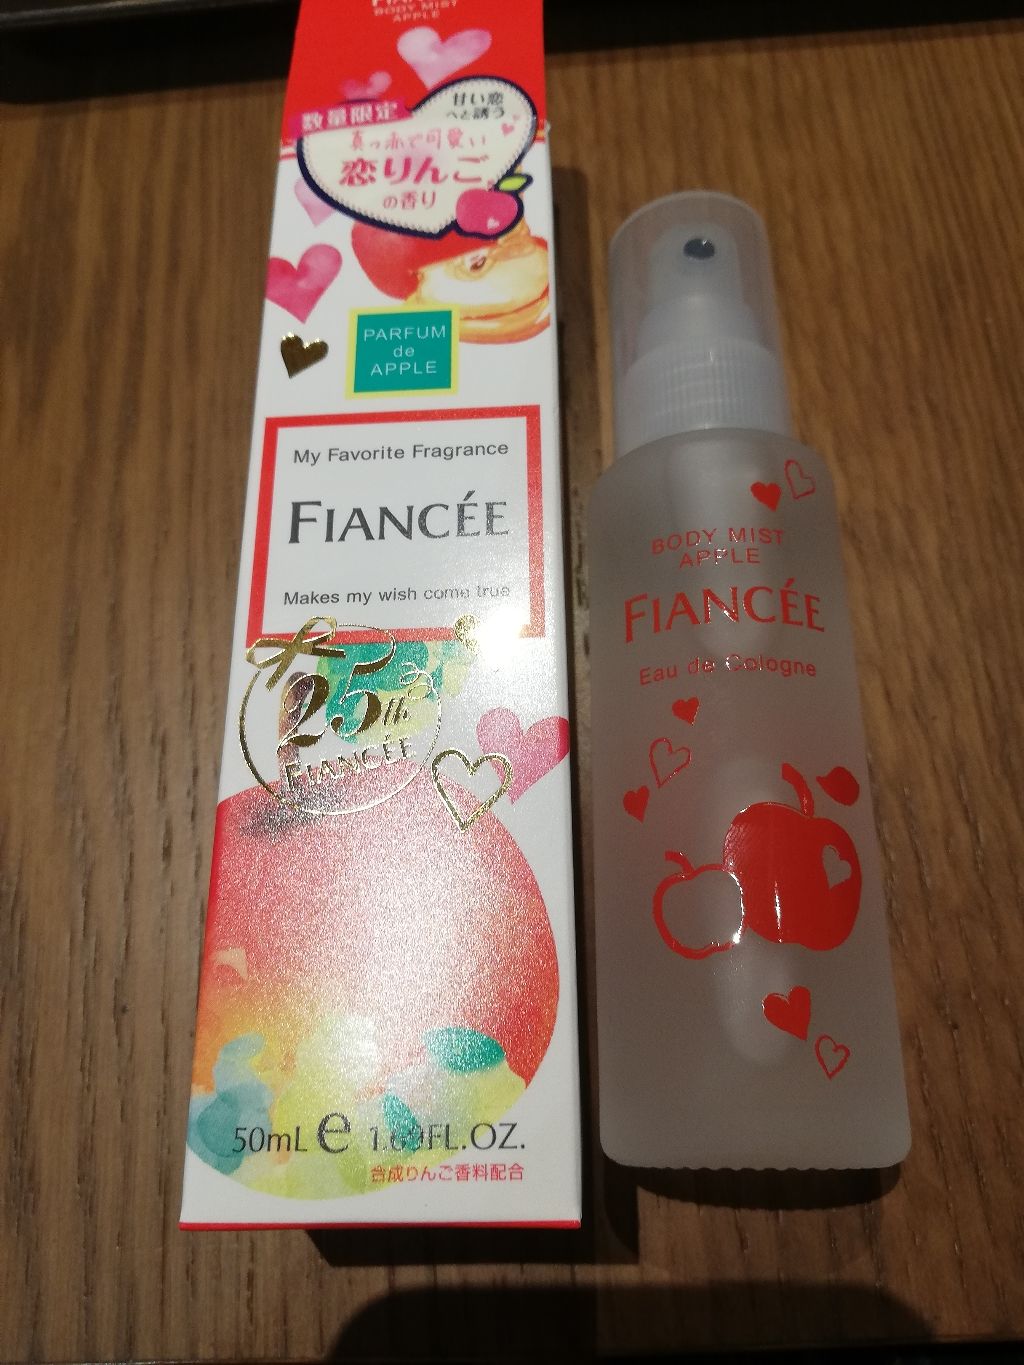 BODY MIST
APPLE
数量限定
甘い恋
へと誘う
真っ赤で可愛い
恋りんご
の香り
PARFUM
de
APPLE
My Favorite Fragrance
FIANCÉE
Makes my wish come true
25th
FIANCÉE
50mL e 1.69FL.OZ.
合成りんご香料配合
BODY MIST
APPLE
FIANCÉE
Eau de Cologne